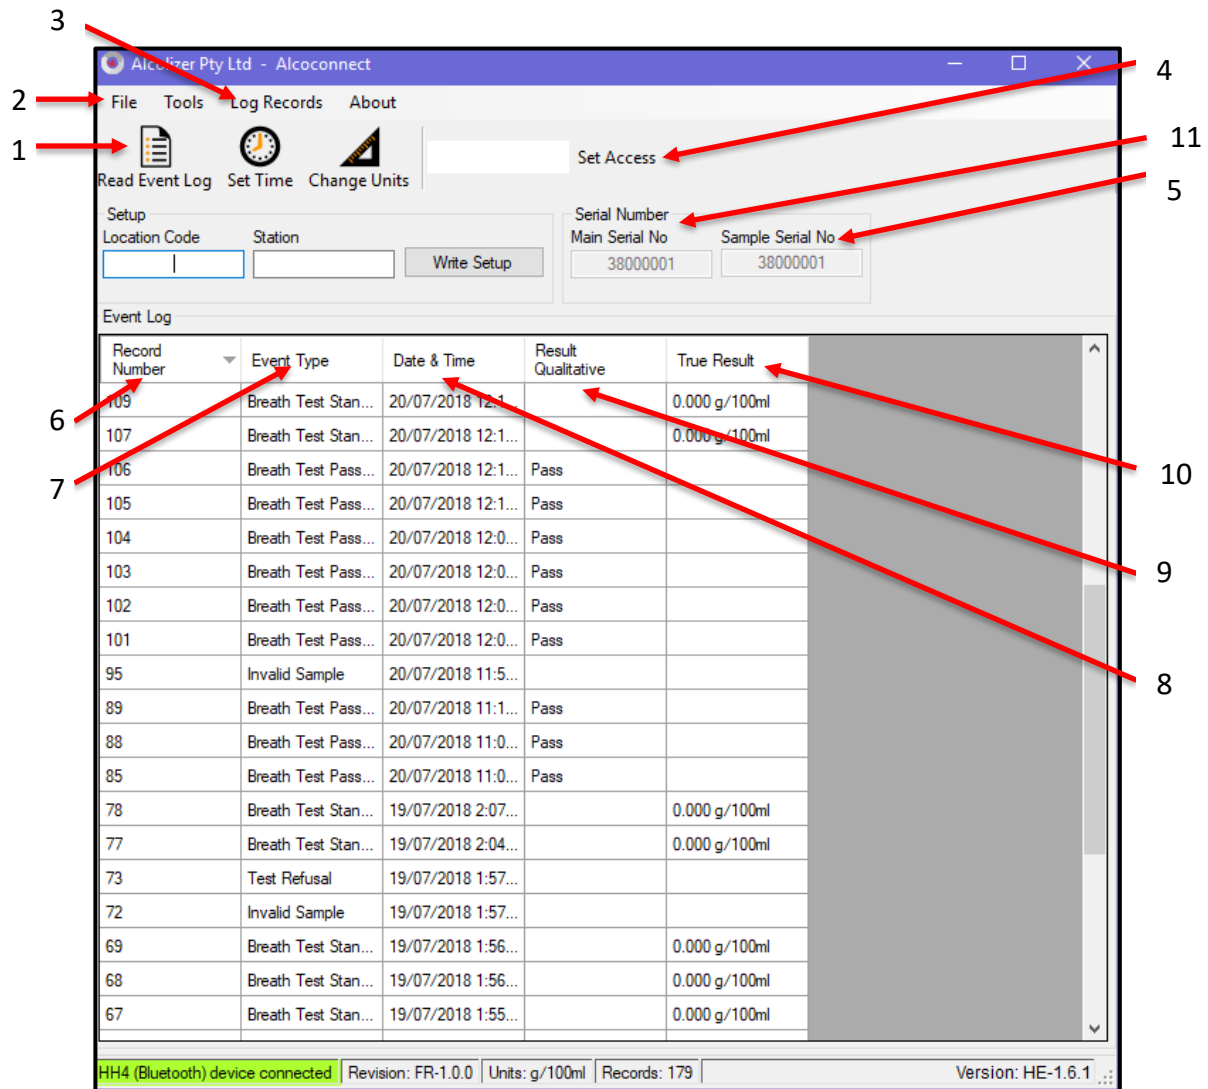 3
Alcolizer Pty Ltd - Alcoconnect
4
2
File Tools Log Records About
1
Set Access
11
Read Event Log Set Time Change Units
5
Setup
Serial Number
Location Code Station
Main Serial No Sample Serial No
Write Setup
38000001 38000001
Event Log
Record Number Event Type Date & Time Result Qualitative True Result
109 Breath Test Stan... 20/07/2018 12:1... 0.000 g/100ml
6
107 Breath Test Stan... 20/07/2018 12:1... 0.000 g/100ml
106 Breath Test Pass... 20/07/2018 12:1... Pass
10
7
105 Breath Test Pass... 20/07/2018 12:1... Pass
104 Breath Test Pass... 20/07/2018 12:0... Pass
103 Breath Test Pass... 20/07/2018 12:0... Pass
9
102 Breath Test Pass... 20/07/2018 12:0... Pass
101 Breath Test Pass... 20/07/2018 12:0... Pass
95 Invalid Sample 20/07/2018 11:5...
8
89 Breath Test Pass... 20/07/2018 11:1... Pass
88 Breath Test Pass... 20/07/2018 11:0... Pass
85 Breath Test Pass... 20/07/2018 11:0... Pass
78 Breath Test Stan... 19/07/2018 2:07... 0.000 g/100ml
77 Breath Test Stan... 19/07/2018 2:04... 0.000 g/100ml
73 Test Refusal 19/07/2018 1:57...
72 Invalid Sample 19/07/2018 1:57...
69 Breath Test Stan... 19/07/2018 1:56... 0.000 g/100ml
68 Breath Test Stan... 19/07/2018 1:56... 0.000 g/100ml
67 Breath Test Stan... 19/07/2018 1:55... 0.000 g/100ml
HH4 (Bluetooth) device connected Revision: FR-1.0.0 Units: g/100ml Records: 179 Version: HE-1.6.1